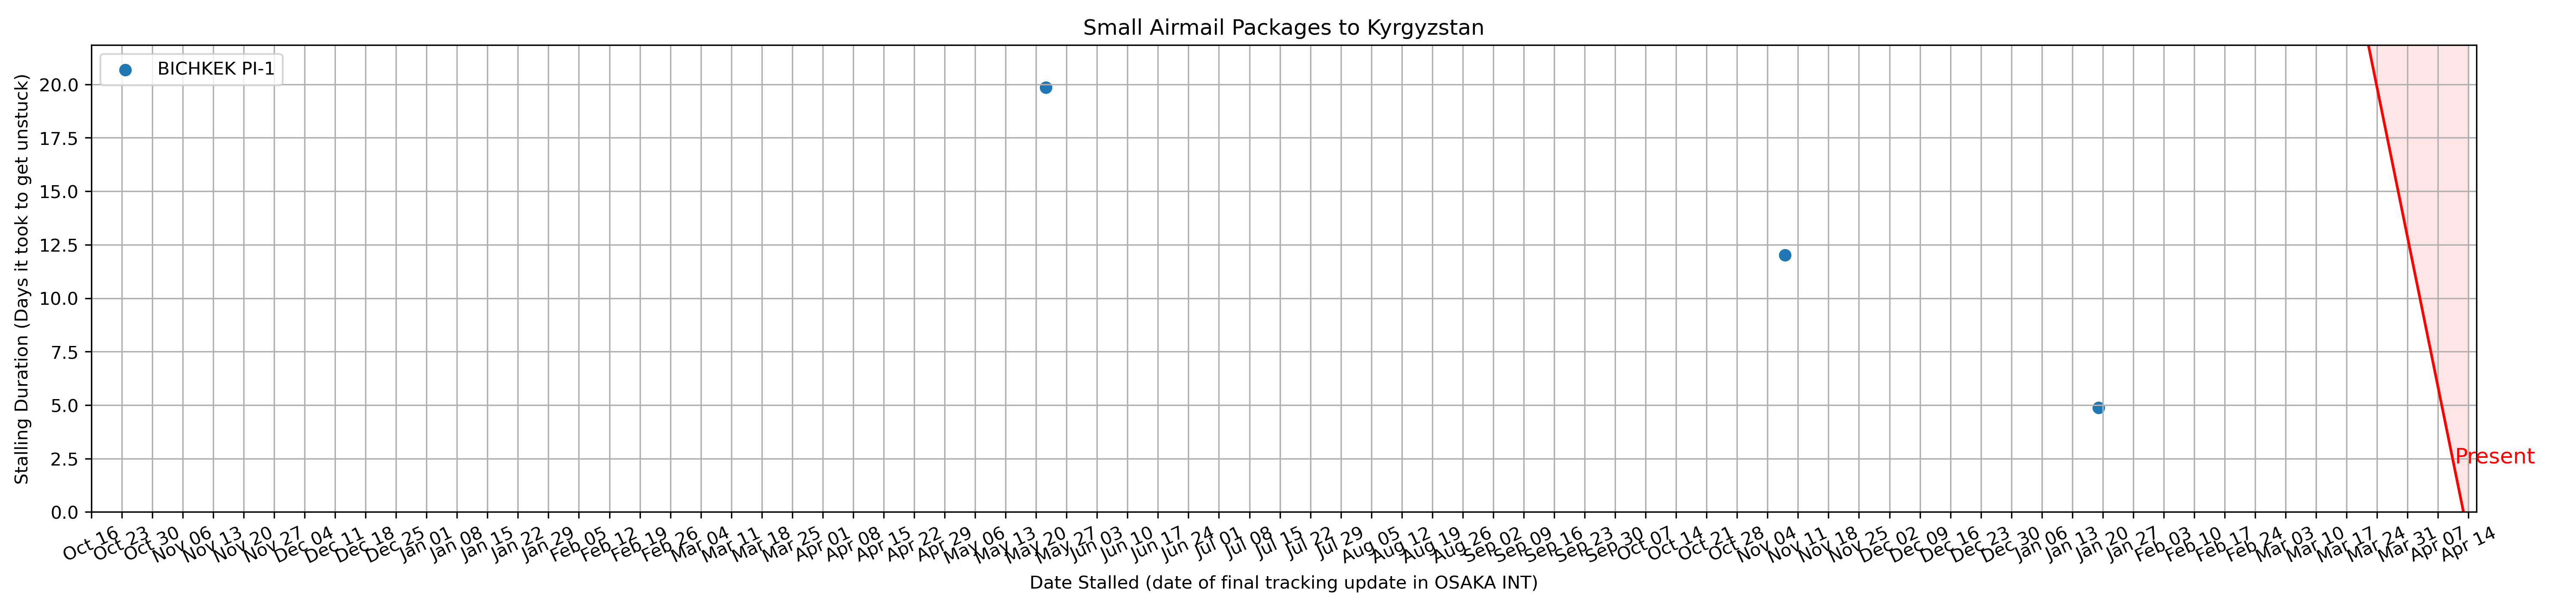 Small Airmail Packages to Kyrgyzstan
BICHKEK PI-1
Stalling Duration (Days it took to get unstuck)
20.0
17.5
15.0
12.5
10.0
7.5
5.0
2.5
0.0
Present
Oct 16 Oct 23 Oct 30 Nov 06 Nov 13 Nov 20 Nov 27 Dec 04 Dec 11 Dec 18 Dec 25 Jan 01 Jan 08 Jan 15 Jan 22 Jan 29 Feb 05 Feb 12 Feb 19 Feb 26 Mar 04 Mar 11 Mar 18 Mar 25 Apr 01 Apr 08 Apr 15 Apr 22 Apr 29 May 06 May 13 May 20 May 27 Jun 03 Jun 10 Jun 17 Jun 24 Jul 01 Jul 08 Jul 15 Jul 22 Jul 29 Aug 05 Aug 12 Aug 19 Aug 26 Sep 02 Sep 09 Sep 16 Sep 23 Sep 30 Oct 07 Oct 14 Oct 21 Oct 28 Nov 04 Nov 11 Nov 18 Nov 25 Dec 02 Dec 09 Dec 16 Dec 23 Dec 30 Jan 06 Jan 13 Jan 20 Jan 27 Feb 03 Feb 10 Feb 17 Feb 24 Mar 03 Mar 10 Mar 17 Mar 24 Mar 31 Apr 07 Apr 14
Date Stalled (date of final tracking update in OSAKA INT)